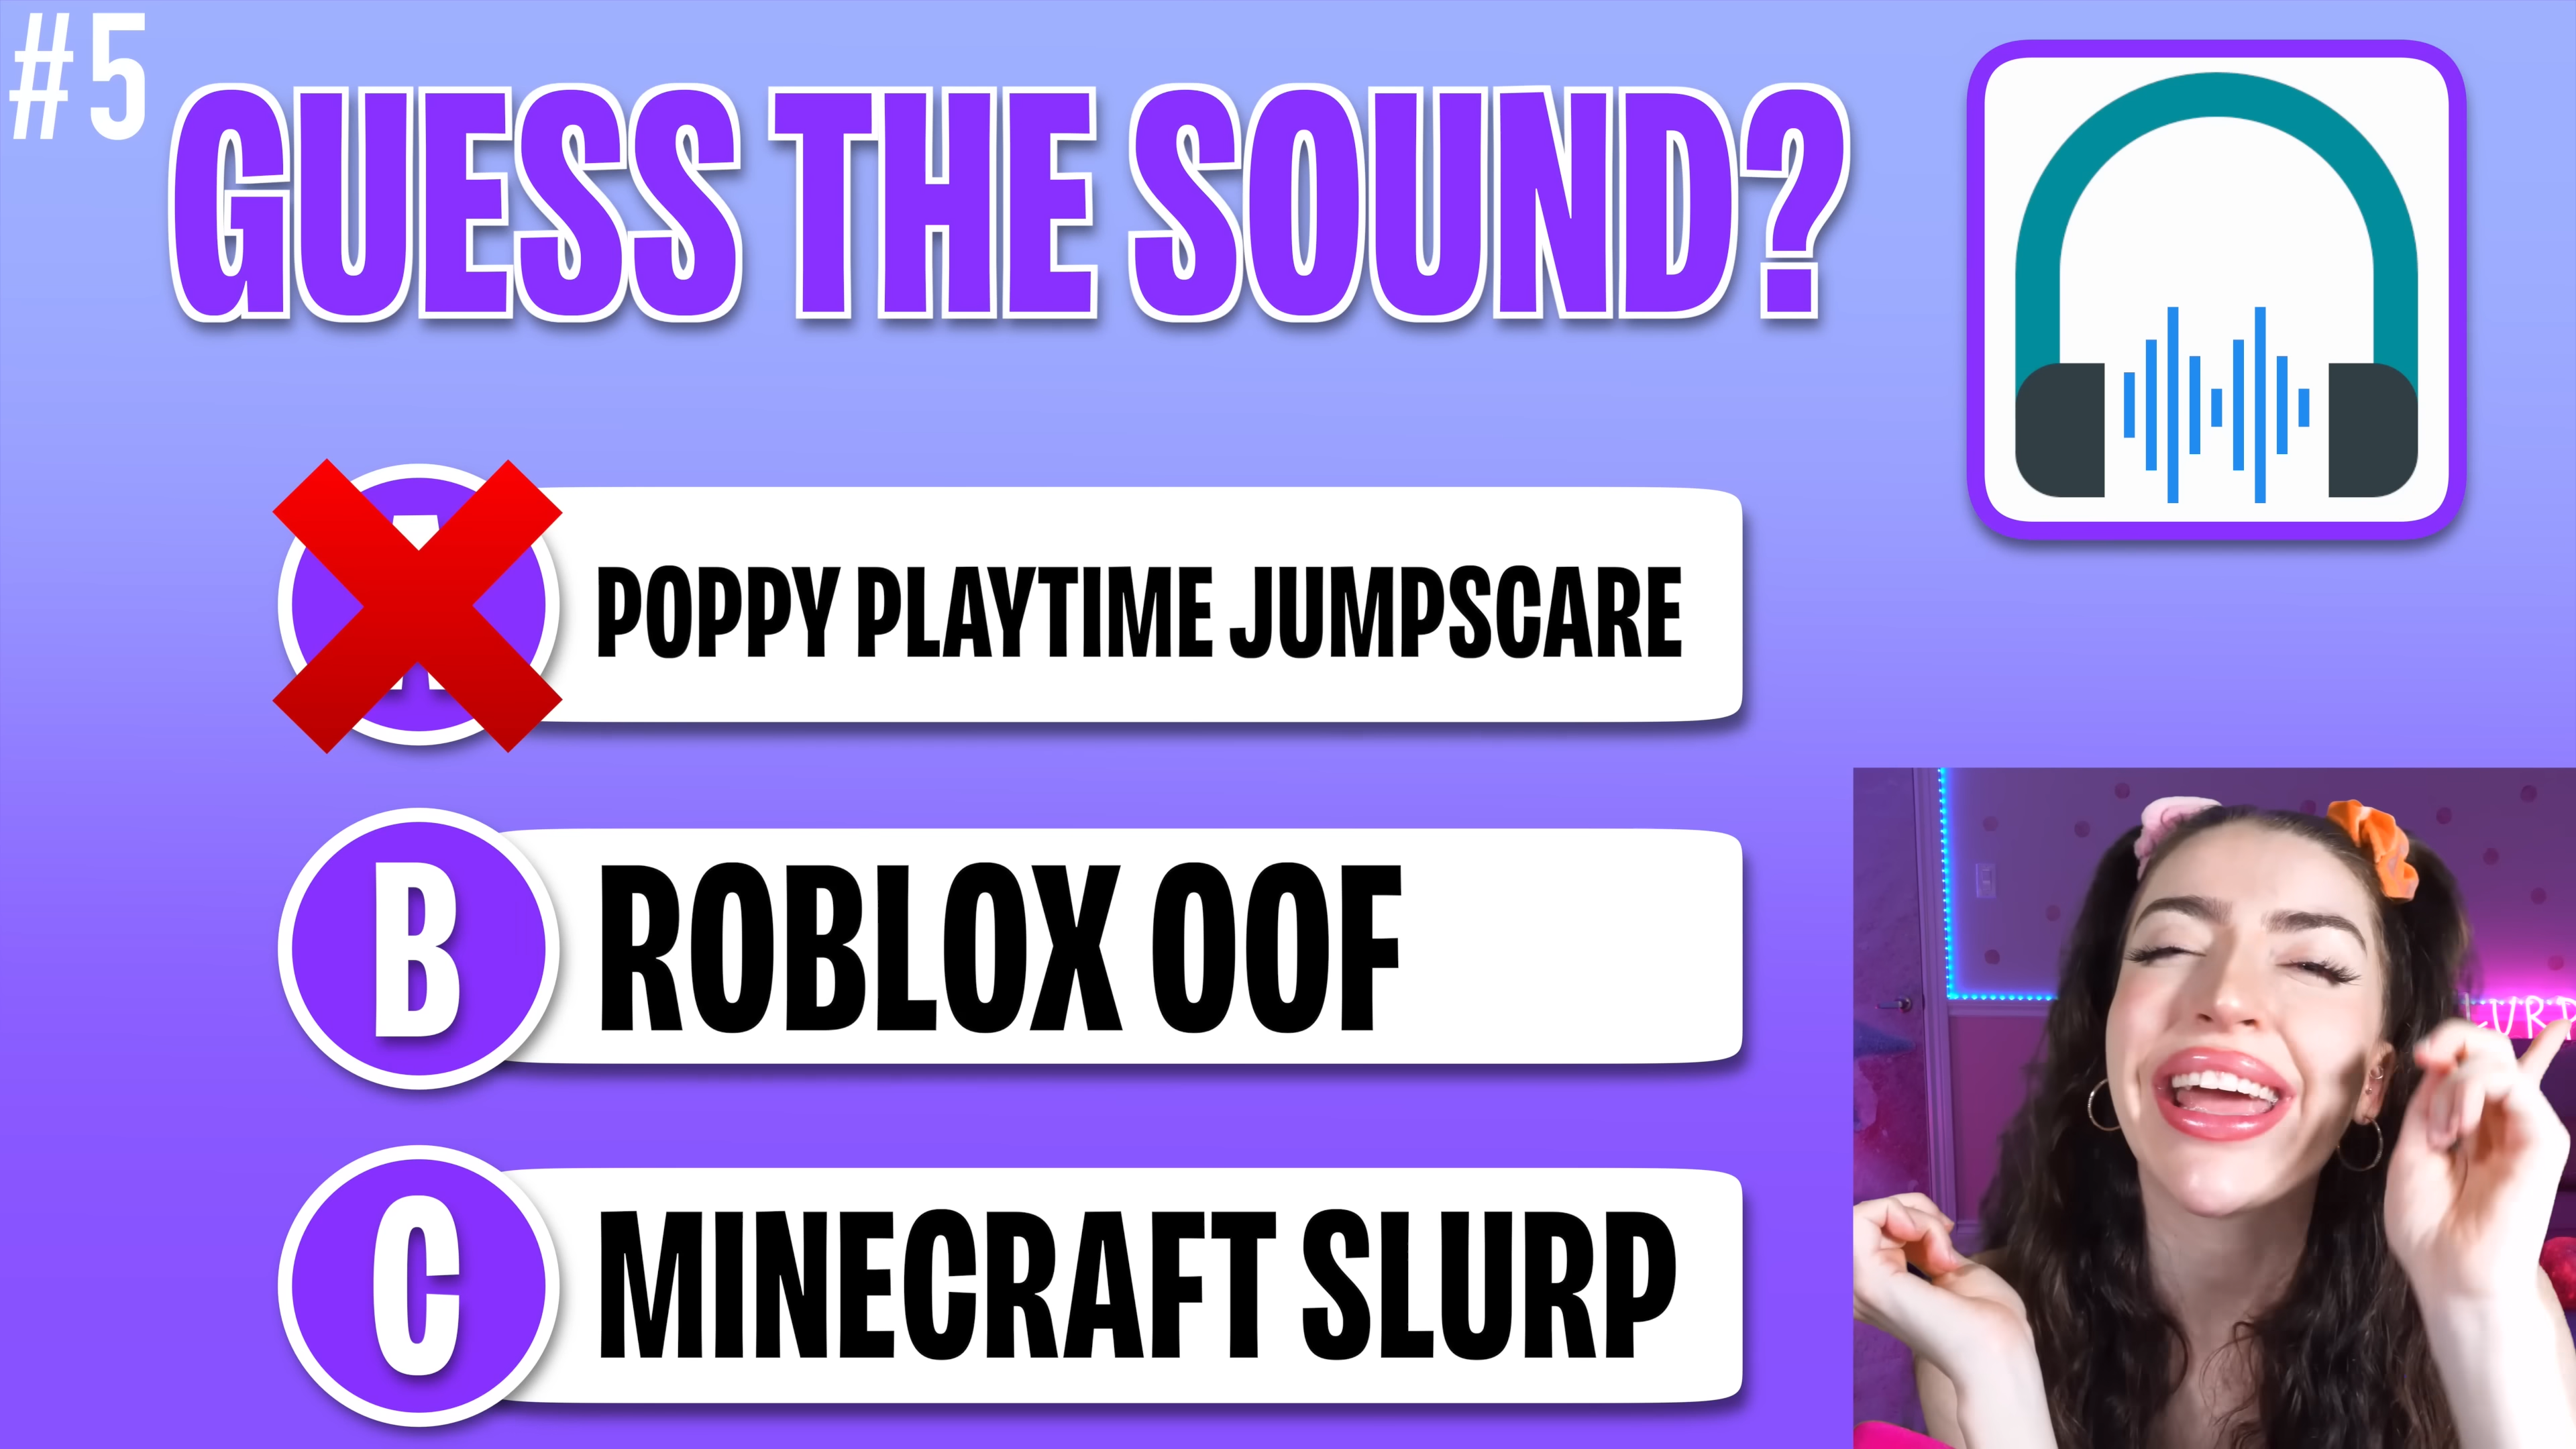 #5
GUESS THE SOUND?
A
POPPY PLAYTIME JUMPSCARE
B
ROBLOX OOF
C
MINECRAFT SLURP